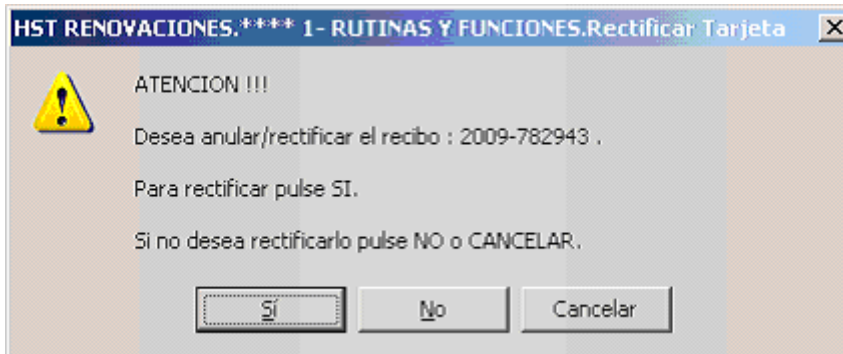 HST RENOVACIONES.**** 1- RUTINAS Y FUNCIONES.Rectificar Tarjeta
ATENCION !!!
Desea anular/rectificar el recibo : 2009-782943 .
Para rectificar pulse SI.
Si no desea rectificarlo pulse NO o CANCELAR.
Sí No Cancelar